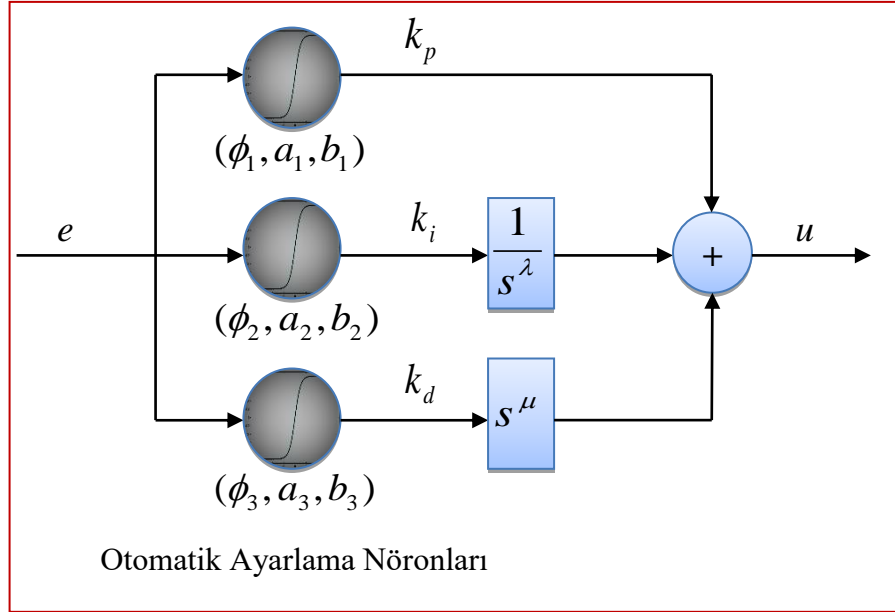 k_p
(ϕ_1, a_1, b_1)
e
k_i
1/s^λ
+
u
(ϕ_2, a_2, b_2)
k_d
s^μ
(ϕ_3, a_3, b_3)
Otomatik Ayarlama Nöronları